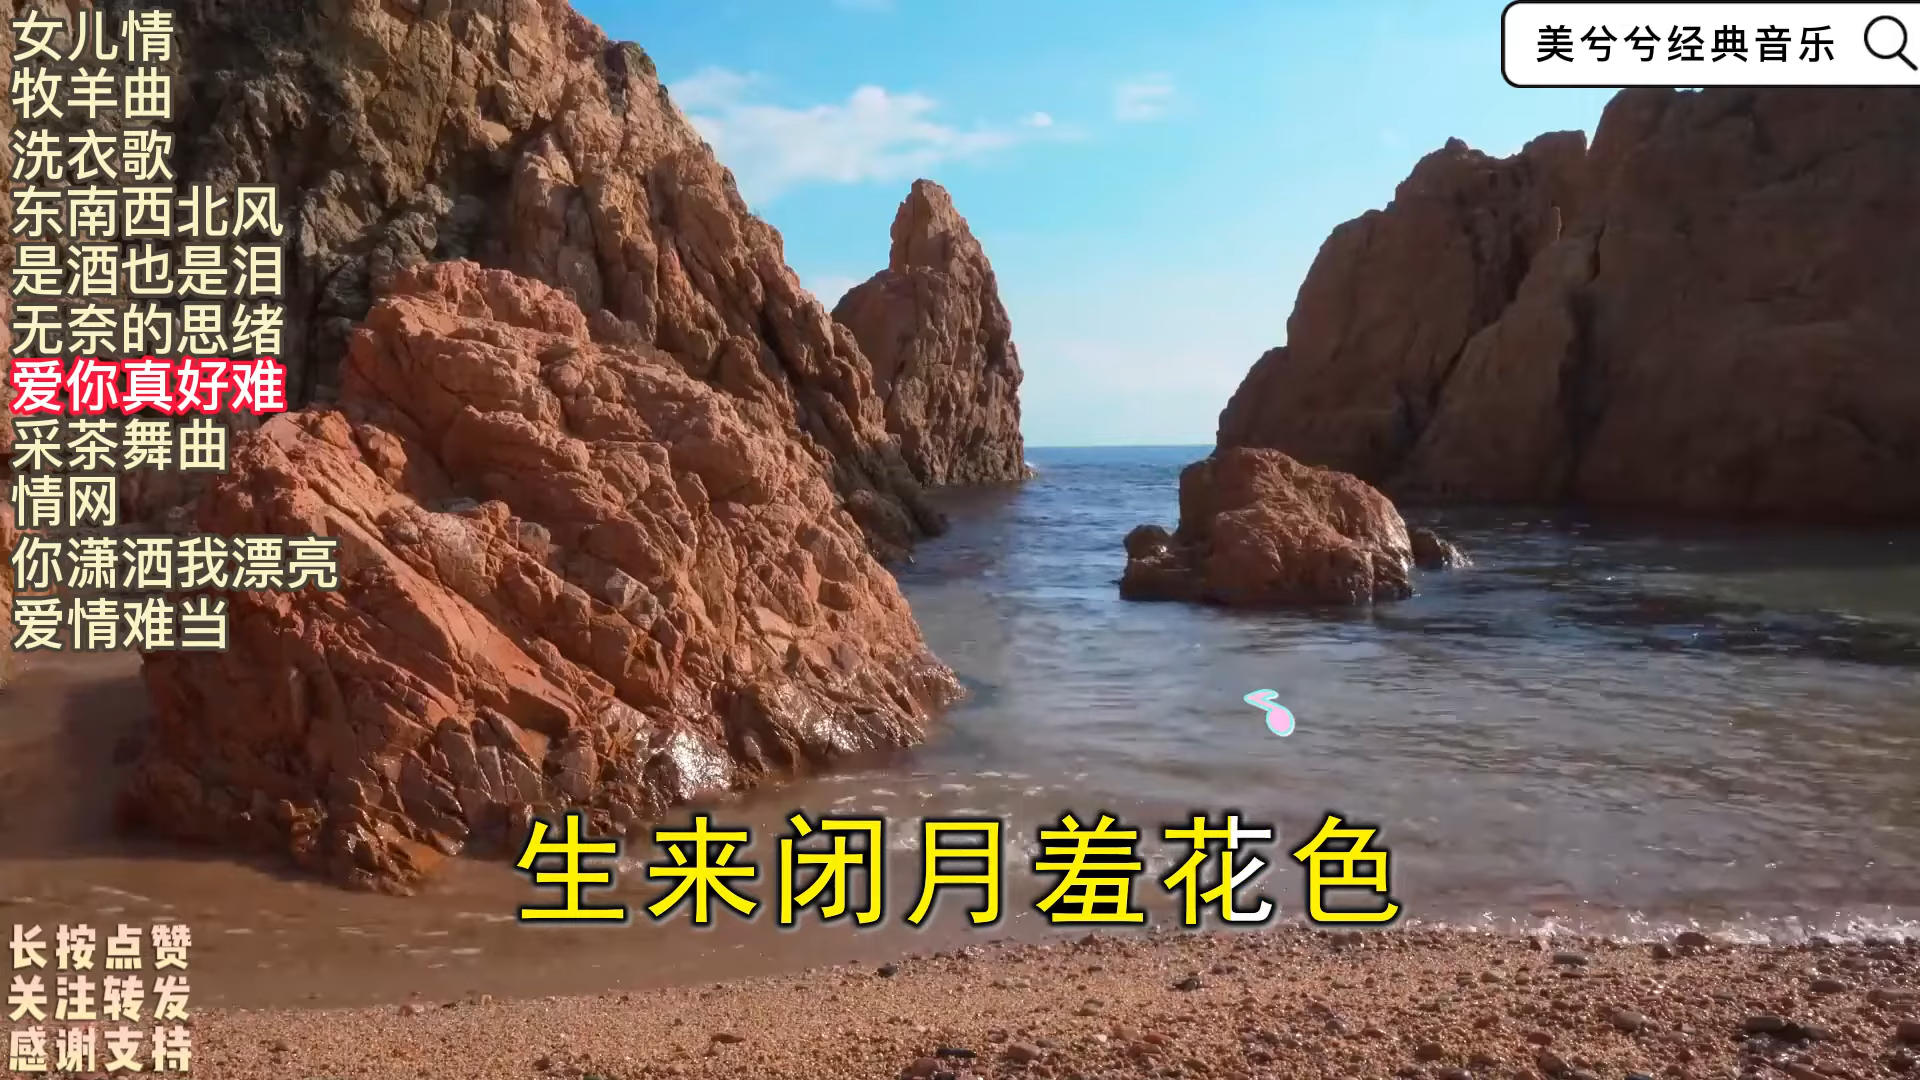 女儿情
牧羊曲
洗衣歌
东南西北风
是酒也是泪
无奈的思绪
爱你真好难
采茶舞曲
情网
你潇洒我漂亮
爱情难当
美兮兮经典音乐
生来闭月羞花色
长按点赞
关注转发
感谢支持